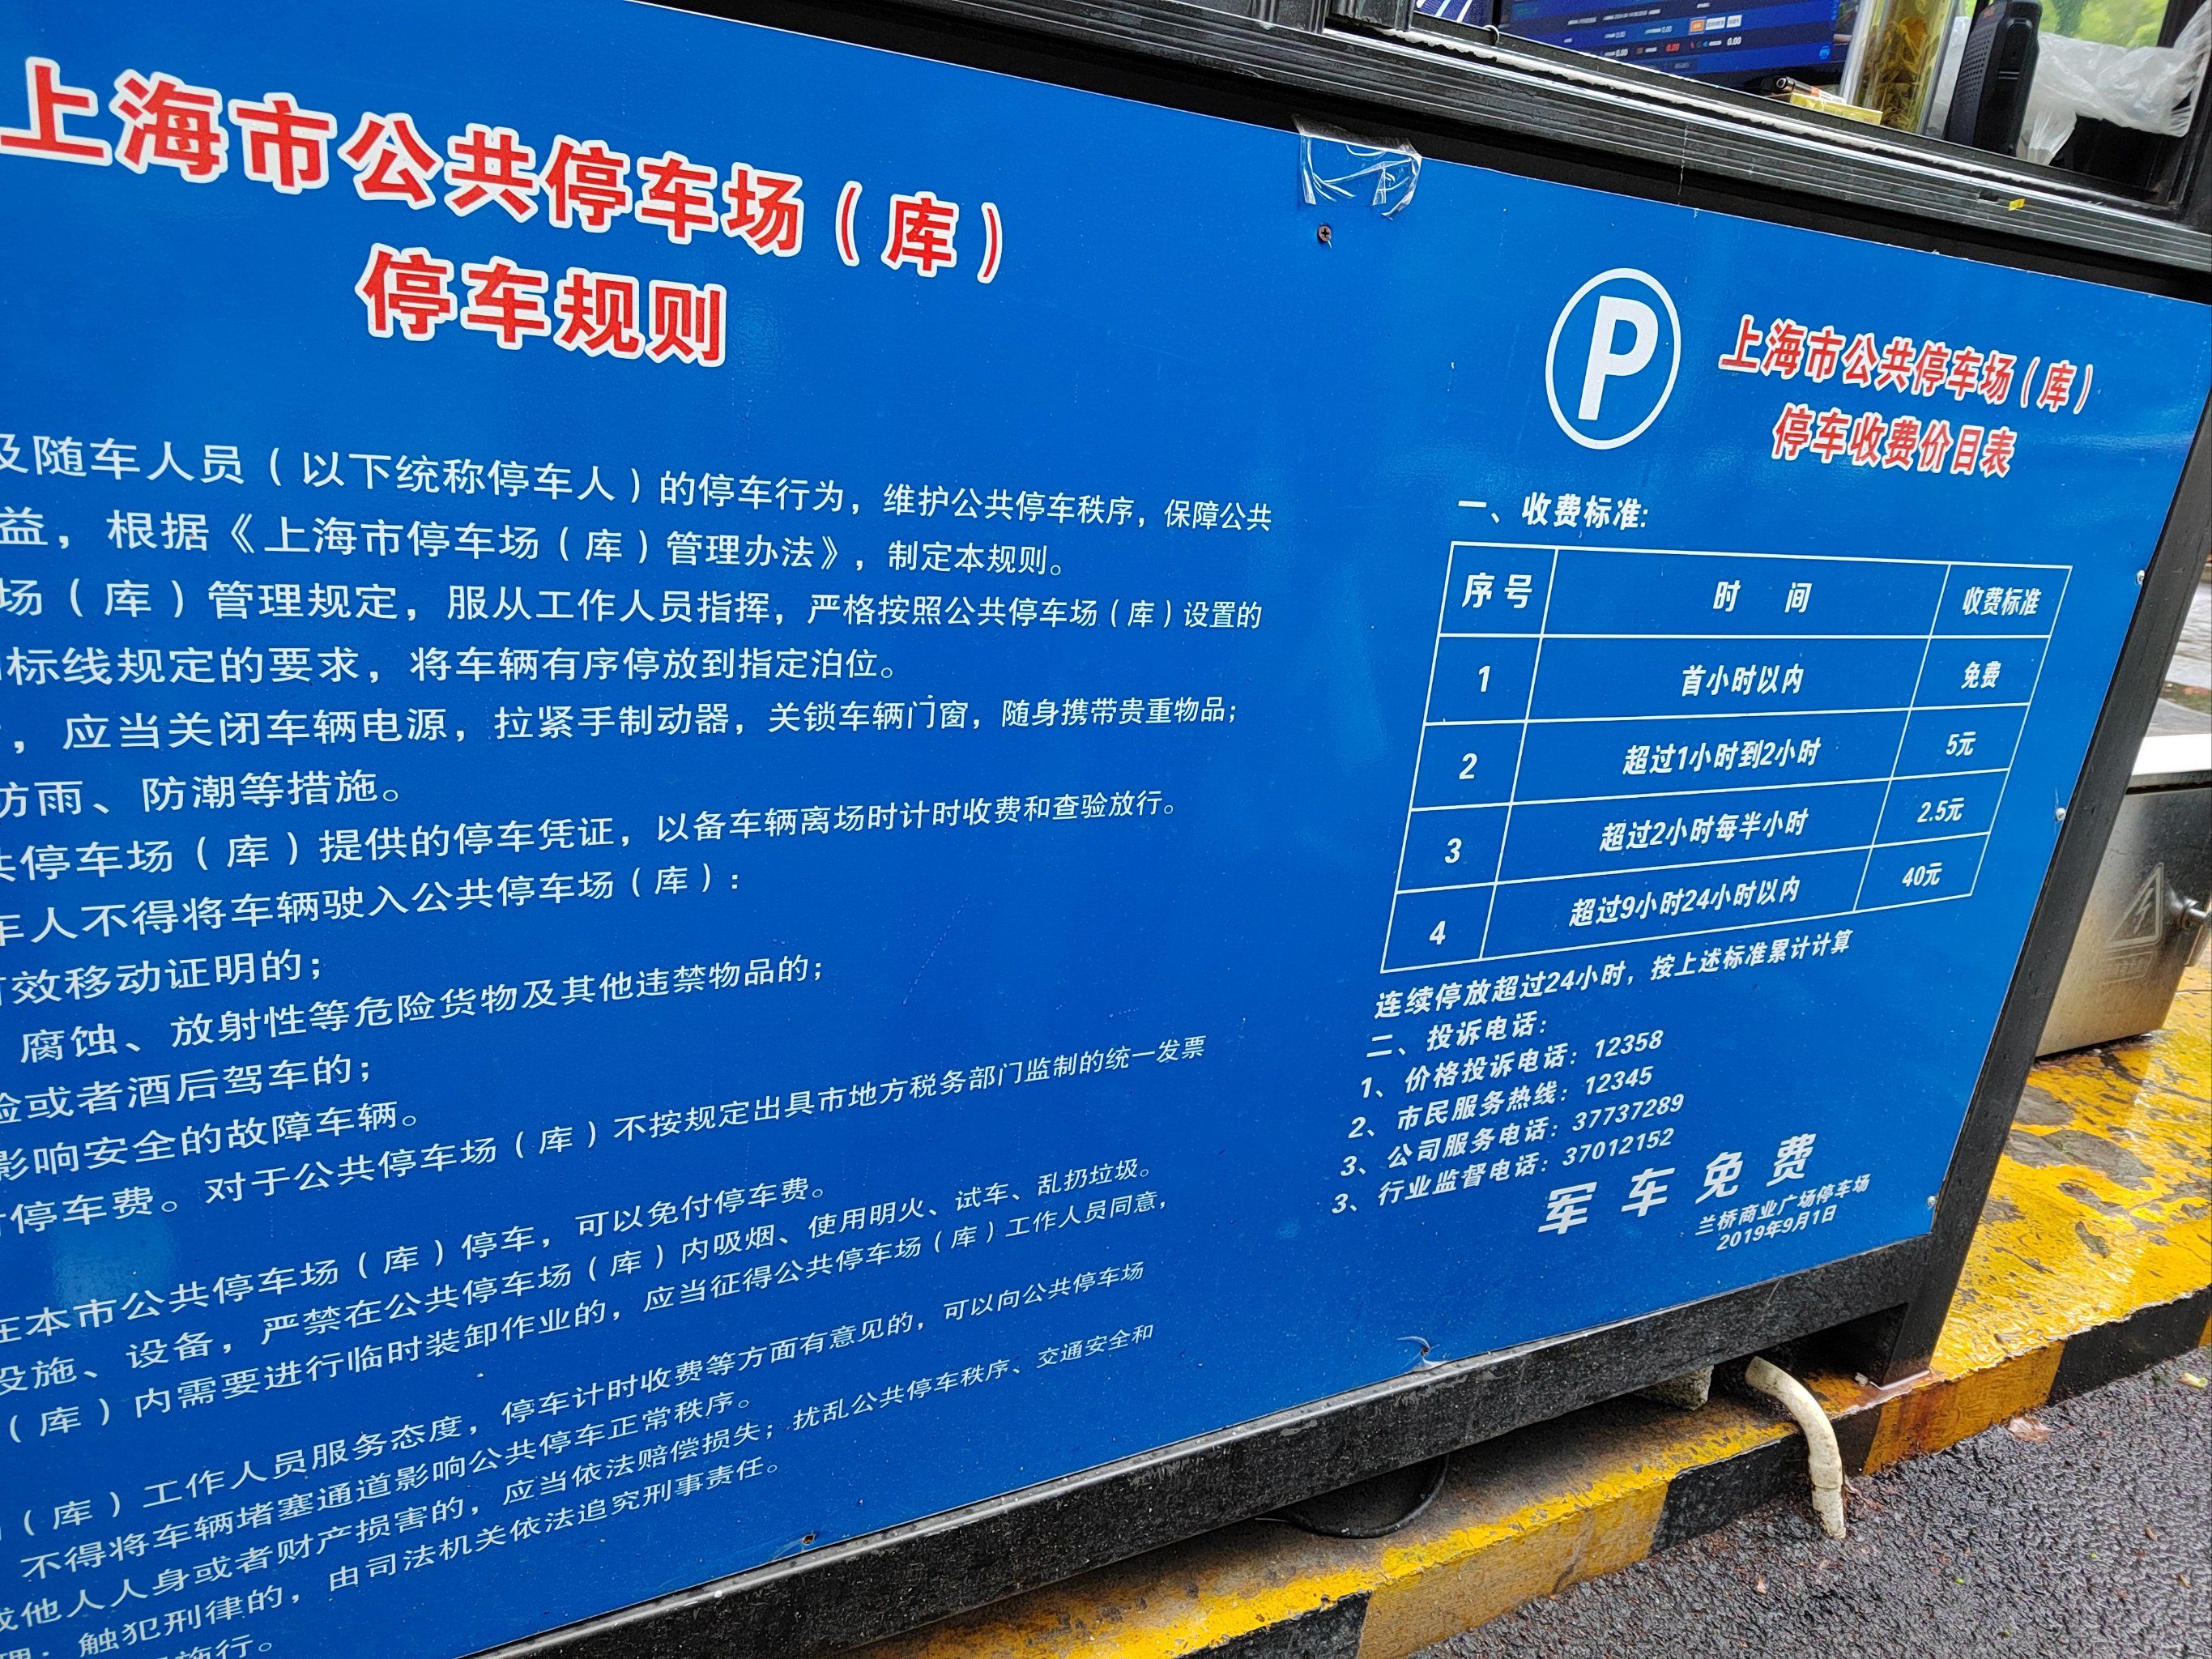 上海市公共停车场（库）
停车规则
及随车人员（以下统称停车人）的停车行为，维护公共停车秩序，保障公共
益，根据《上海市停车场（库）管理办法》，制定本规则。
场（库）管理规定，服从工作人员指挥，严格按照公共停车场（库）设置的
标线规定的要求，将车辆有序停放到指定泊位。
，应当关闭车辆电源，拉紧手制动器，关锁车辆门窗，随身携带贵重物品；
防雨、防潮等措施。
共停车场（库）提供的停车凭证，以备车辆离场时计时收费和查验放行。
车人不得将车辆驶入公共停车场（库）：
有效移动证明的；
腐蚀、放射性等危险货物及其他违禁物品的；
险或者酒后驾车的；
影响安全的故障车辆。
付停车费。对于公共停车场（库）不按规定出具市地方税务部门监制的统一发票
在本市公共停车场（库）停车，可以免付停车费。
设施、设备，严禁在公共停车场（库）内吸烟、使用明火、试车、乱扔垃圾。
（库）内需要进行临时装卸作业的，应当征得公共停车场（库）工作人员同意，
（库）工作人员服务态度，停车计时收费等方面有意见的，可以向公共停车场
不得将车辆堵塞通道影响公共停车正常秩序。
或他人人身或者财产损害的，应当依法赔偿损失；扰乱公共停车秩序、交通安全和
理；触犯刑律的，由司法机关依法追究刑事责任。
施行。
P
上海市公共停车场（库）
停车收费价目表
一、收费标准:
序号 时 间 收费标准
1 首小时以内 免费
2 超过1小时到2小时 5元
3 超过2小时每半小时 2.5元
4 超过9小时24小时以内 40元
连续停放超过24小时，按上述标准累计计算
二、投诉电话：
1、价格投诉电话：12358
2、市民服务热线：12345
3、公司服务电话：37737289
3、行业监督电话：37012152
军车免费
兰桥商业广场停车场
2019年9月1日